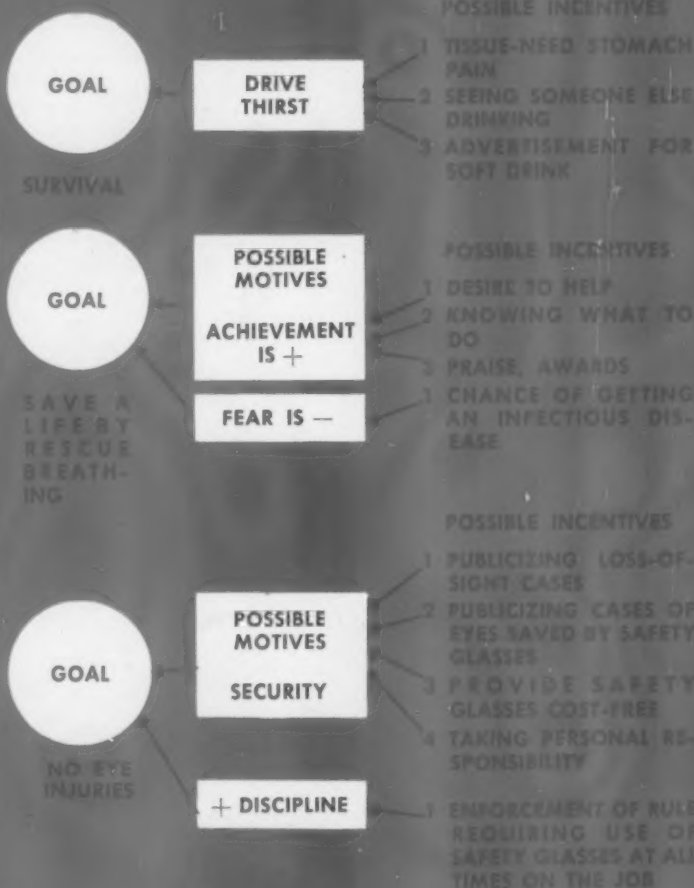 POSSIBLE INCENTIVES
GOAL
DRIVE
THIRST
1 TISSUE-NEED STOMACH
PAIN
2 SEEING SOMEONE ELSE
DRINKING
3 ADVERTISEMENT FOR
SOFT DRINK
SURVIVAL
GOAL
POSSIBLE
MOTIVES
ACHIEVEMENT
IS +
FEAR IS —
POSSIBLE INCENTIVES
1 DESIRE TO HELP
2 KNOWING WHAT TO
DO
3 PRAISE, AWARDS
1 CHANCE OF GETTING
AN INFECTIOUS DIS-
EASE
SAVE A
LIFE BY
RESCUE
BREATH-
ING
GOAL
POSSIBLE
MOTIVES
SECURITY
+ DISCIPLINE
POSSIBLE INCENTIVES
1 PUBLICIZING LOSS-OF-
SIGHT CASES
2 PUBLICIZING CASES OF
EYES SAVED BY SAFETY
GLASSES
3 PROVIDE SAFETY
GLASSES COST-FREE
4 TAKING PERSONAL RE-
SPONSIBILITY
1 ENFORCEMENT OF RULE
REQUIRING USE OF
SAFETY GLASSES AT ALL
TIMES ON THE JOB
NO EYE
INJURIES